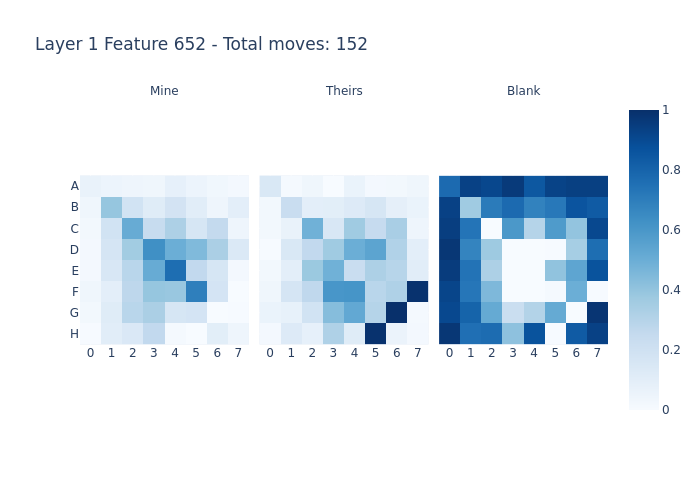 Layer 1 Feature 652 - Total moves: 152
Mine
Theirs
Blank
A
B
C
D
E
F
G
H
0 1 2 3 4 5 6 7
0 1 2 3 4 5 6 7
0 1 2 3 4 5 6 7
1
0.8
0.6
0.4
0.2
0